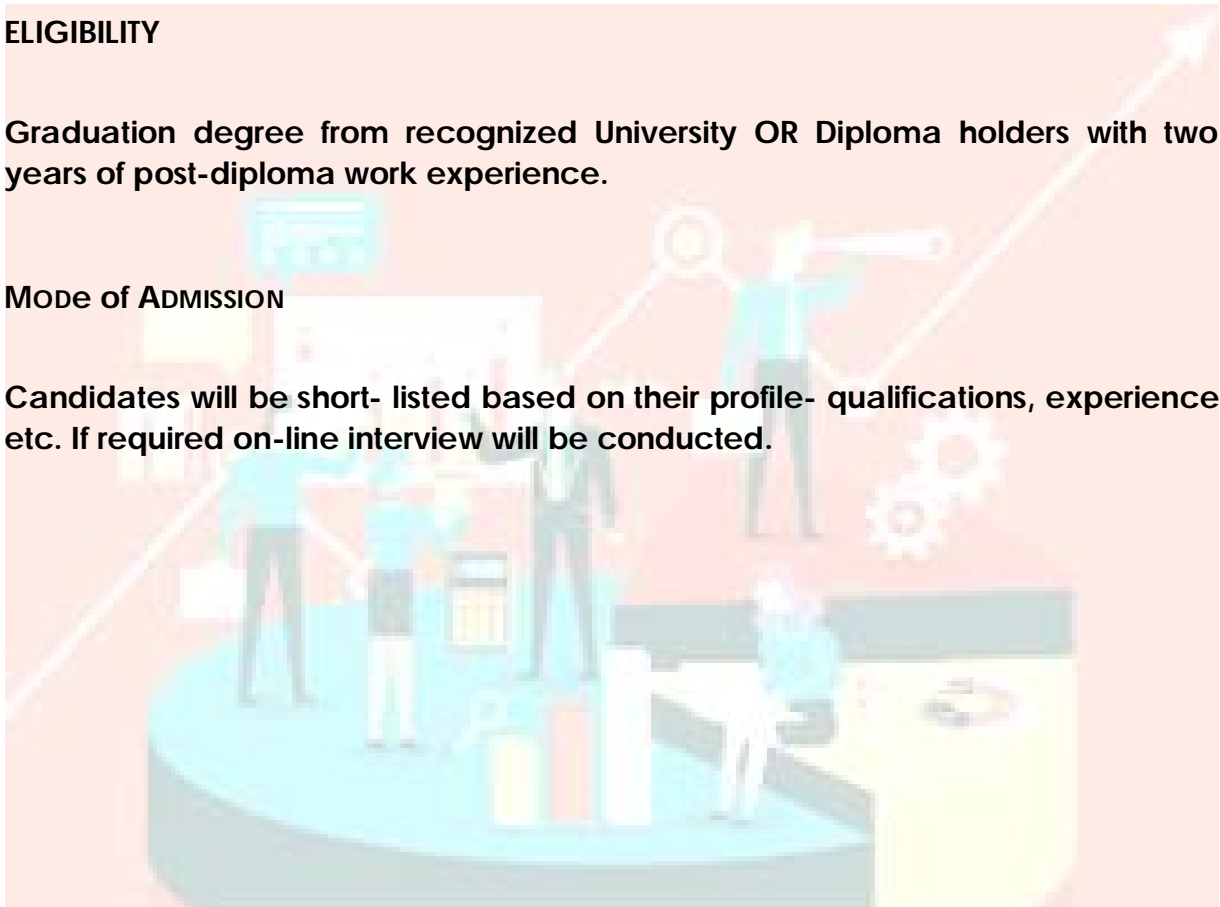 ELIGIBILITY
Graduation degree from recognized University OR Diploma holders with two
years of post-diploma work experience.
MODe of ADMISSION
Candidates will be short- listed based on their profile- qualifications, experience
etc. If required on-line interview will be conducted.